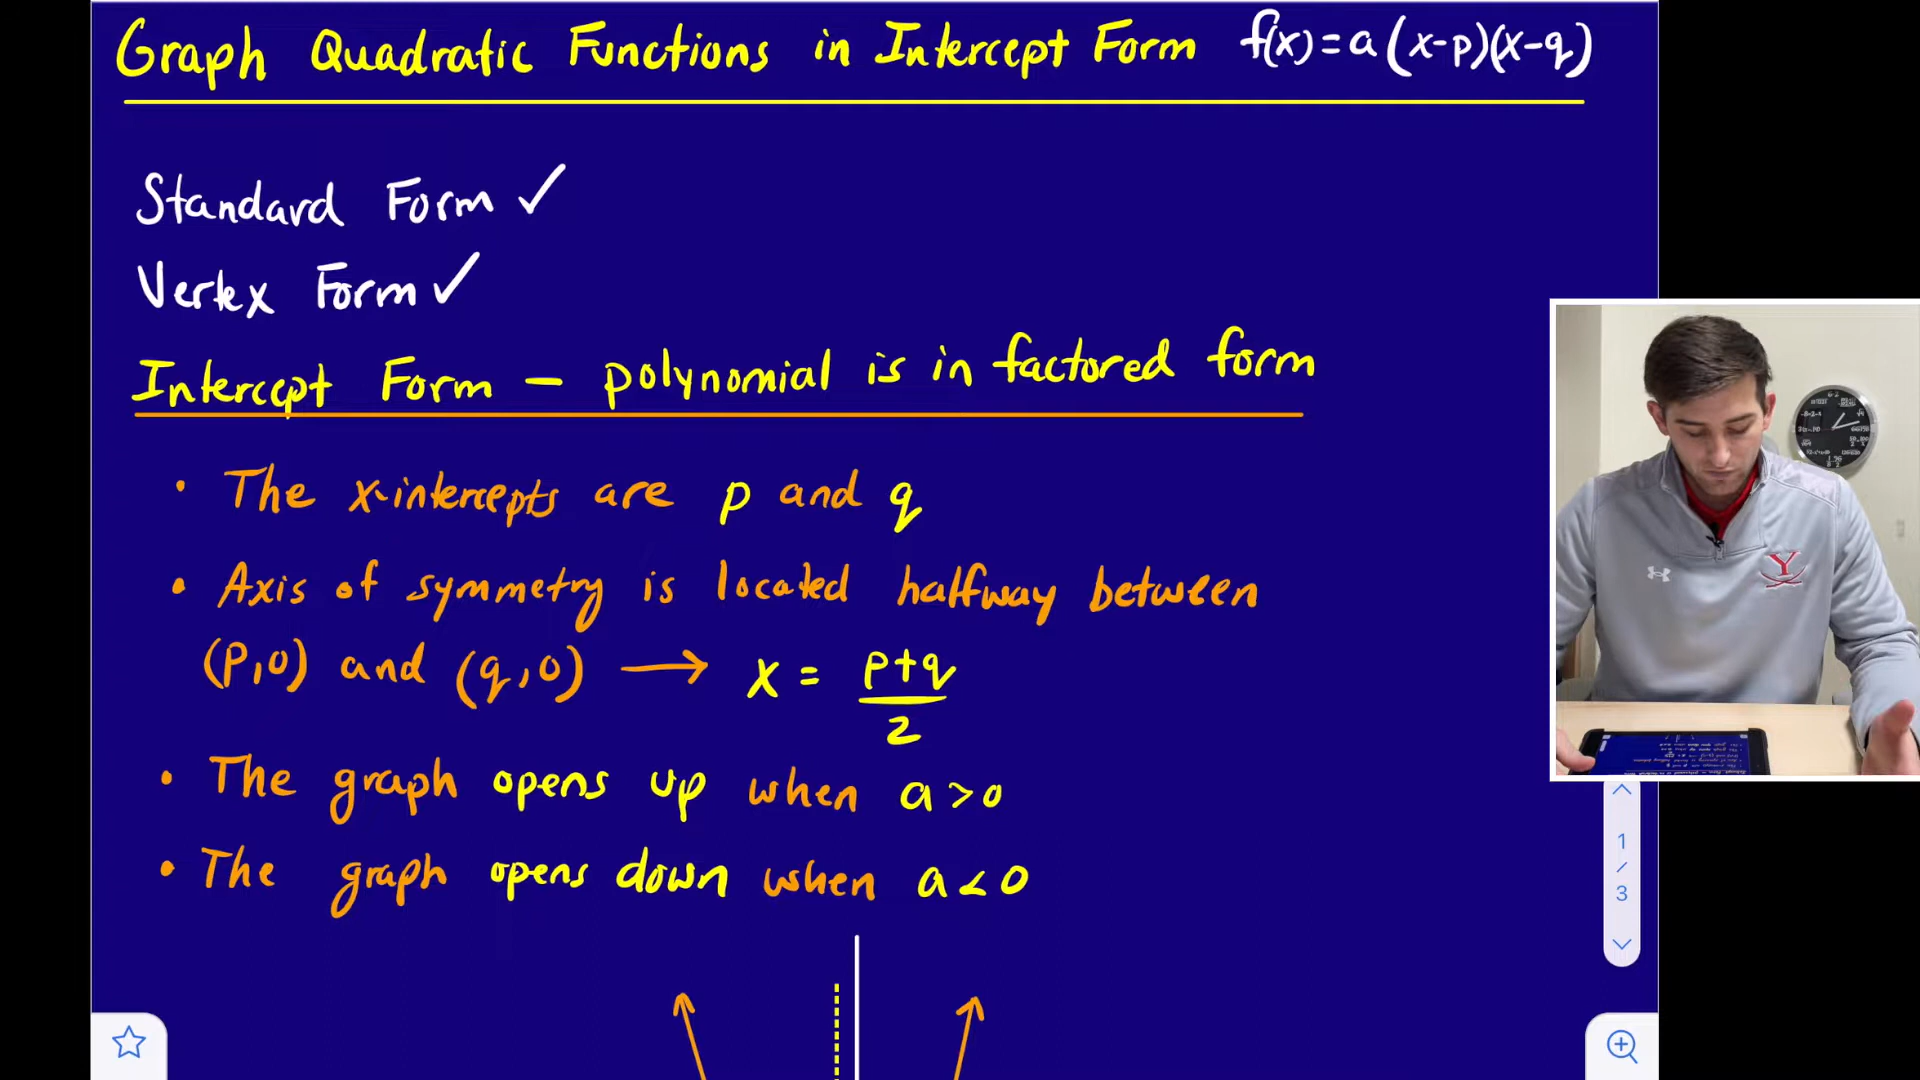 Graph Quadratic Functions in Intercept Form f(x) = a(x-p)(x-q)
Standard Form ✓
Vertex Form ✓
Intercept Form — polynomial is in factored form
• The x-intercepts are p and q
• Axis of symmetry is located halfway between
(p,0) and (q,0) → x = p+q/2
• The graph opens up when a>0
• The graph opens down when a<0
Y
1
/
3